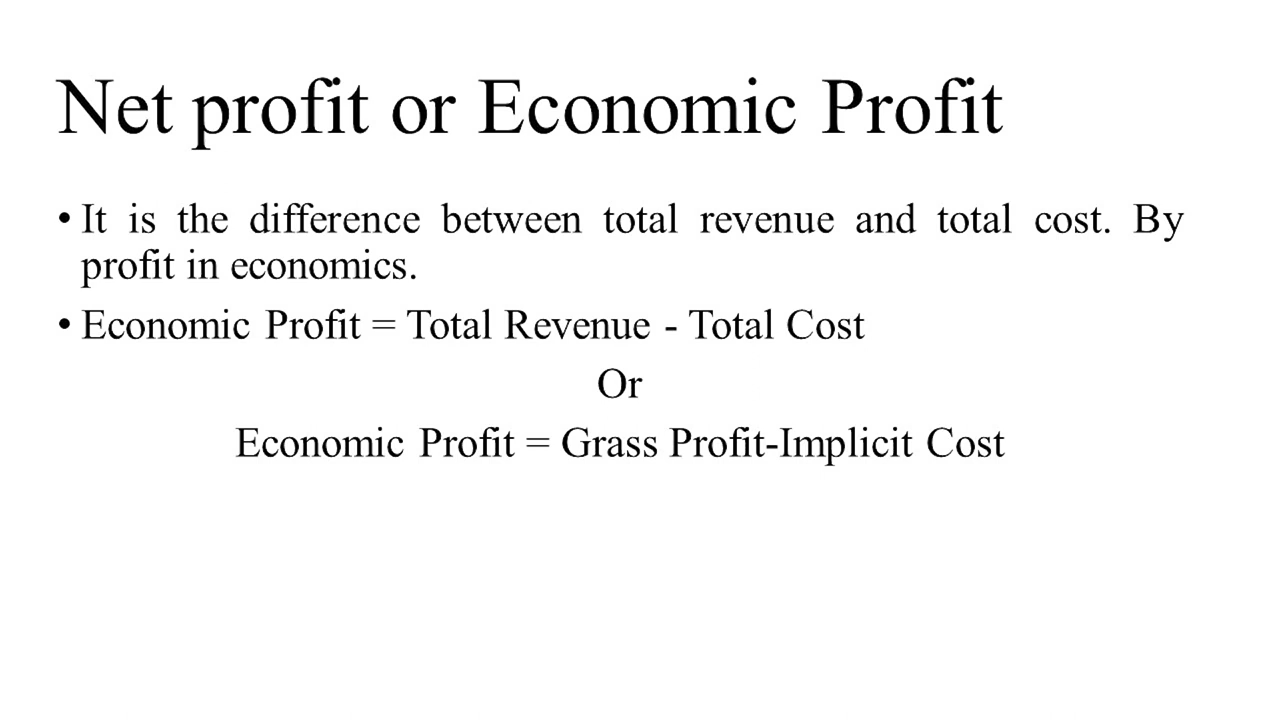 Net profit or Economic Profit
• It is the difference between total revenue and total cost. By
profit in economics.
• Economic Profit = Total Revenue - Total Cost
Or
Economic Profit = Grass Profit-Implicit Cost